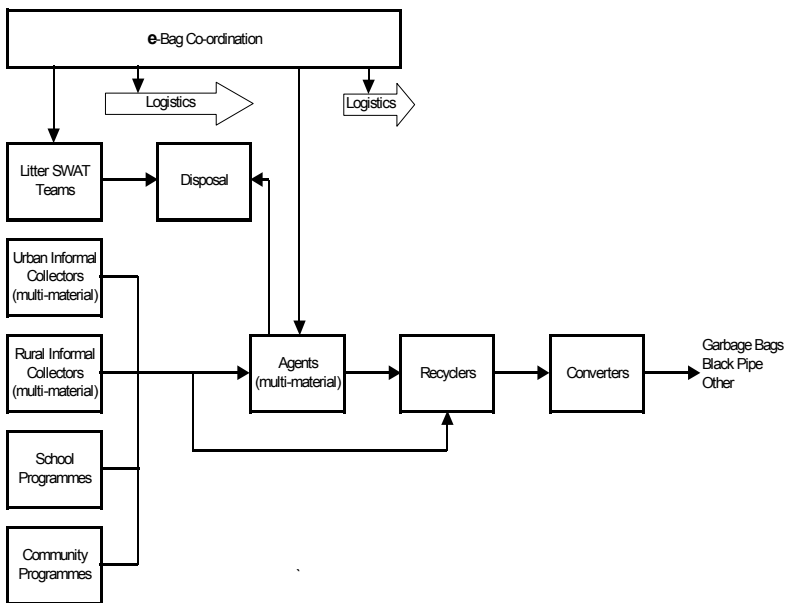 e-Bag Co-ordination
Logistics
Logistics
Litter SWAT
Teams
Disposal
Urban Informal
Collectors
(multi-material)
Rural Informal
Collectors
(multi-material)
Agents
(multi-material)
Recyclers
Converters
Garbage Bags
Black Pipe
Other
School
Programmes
Community
Programmes